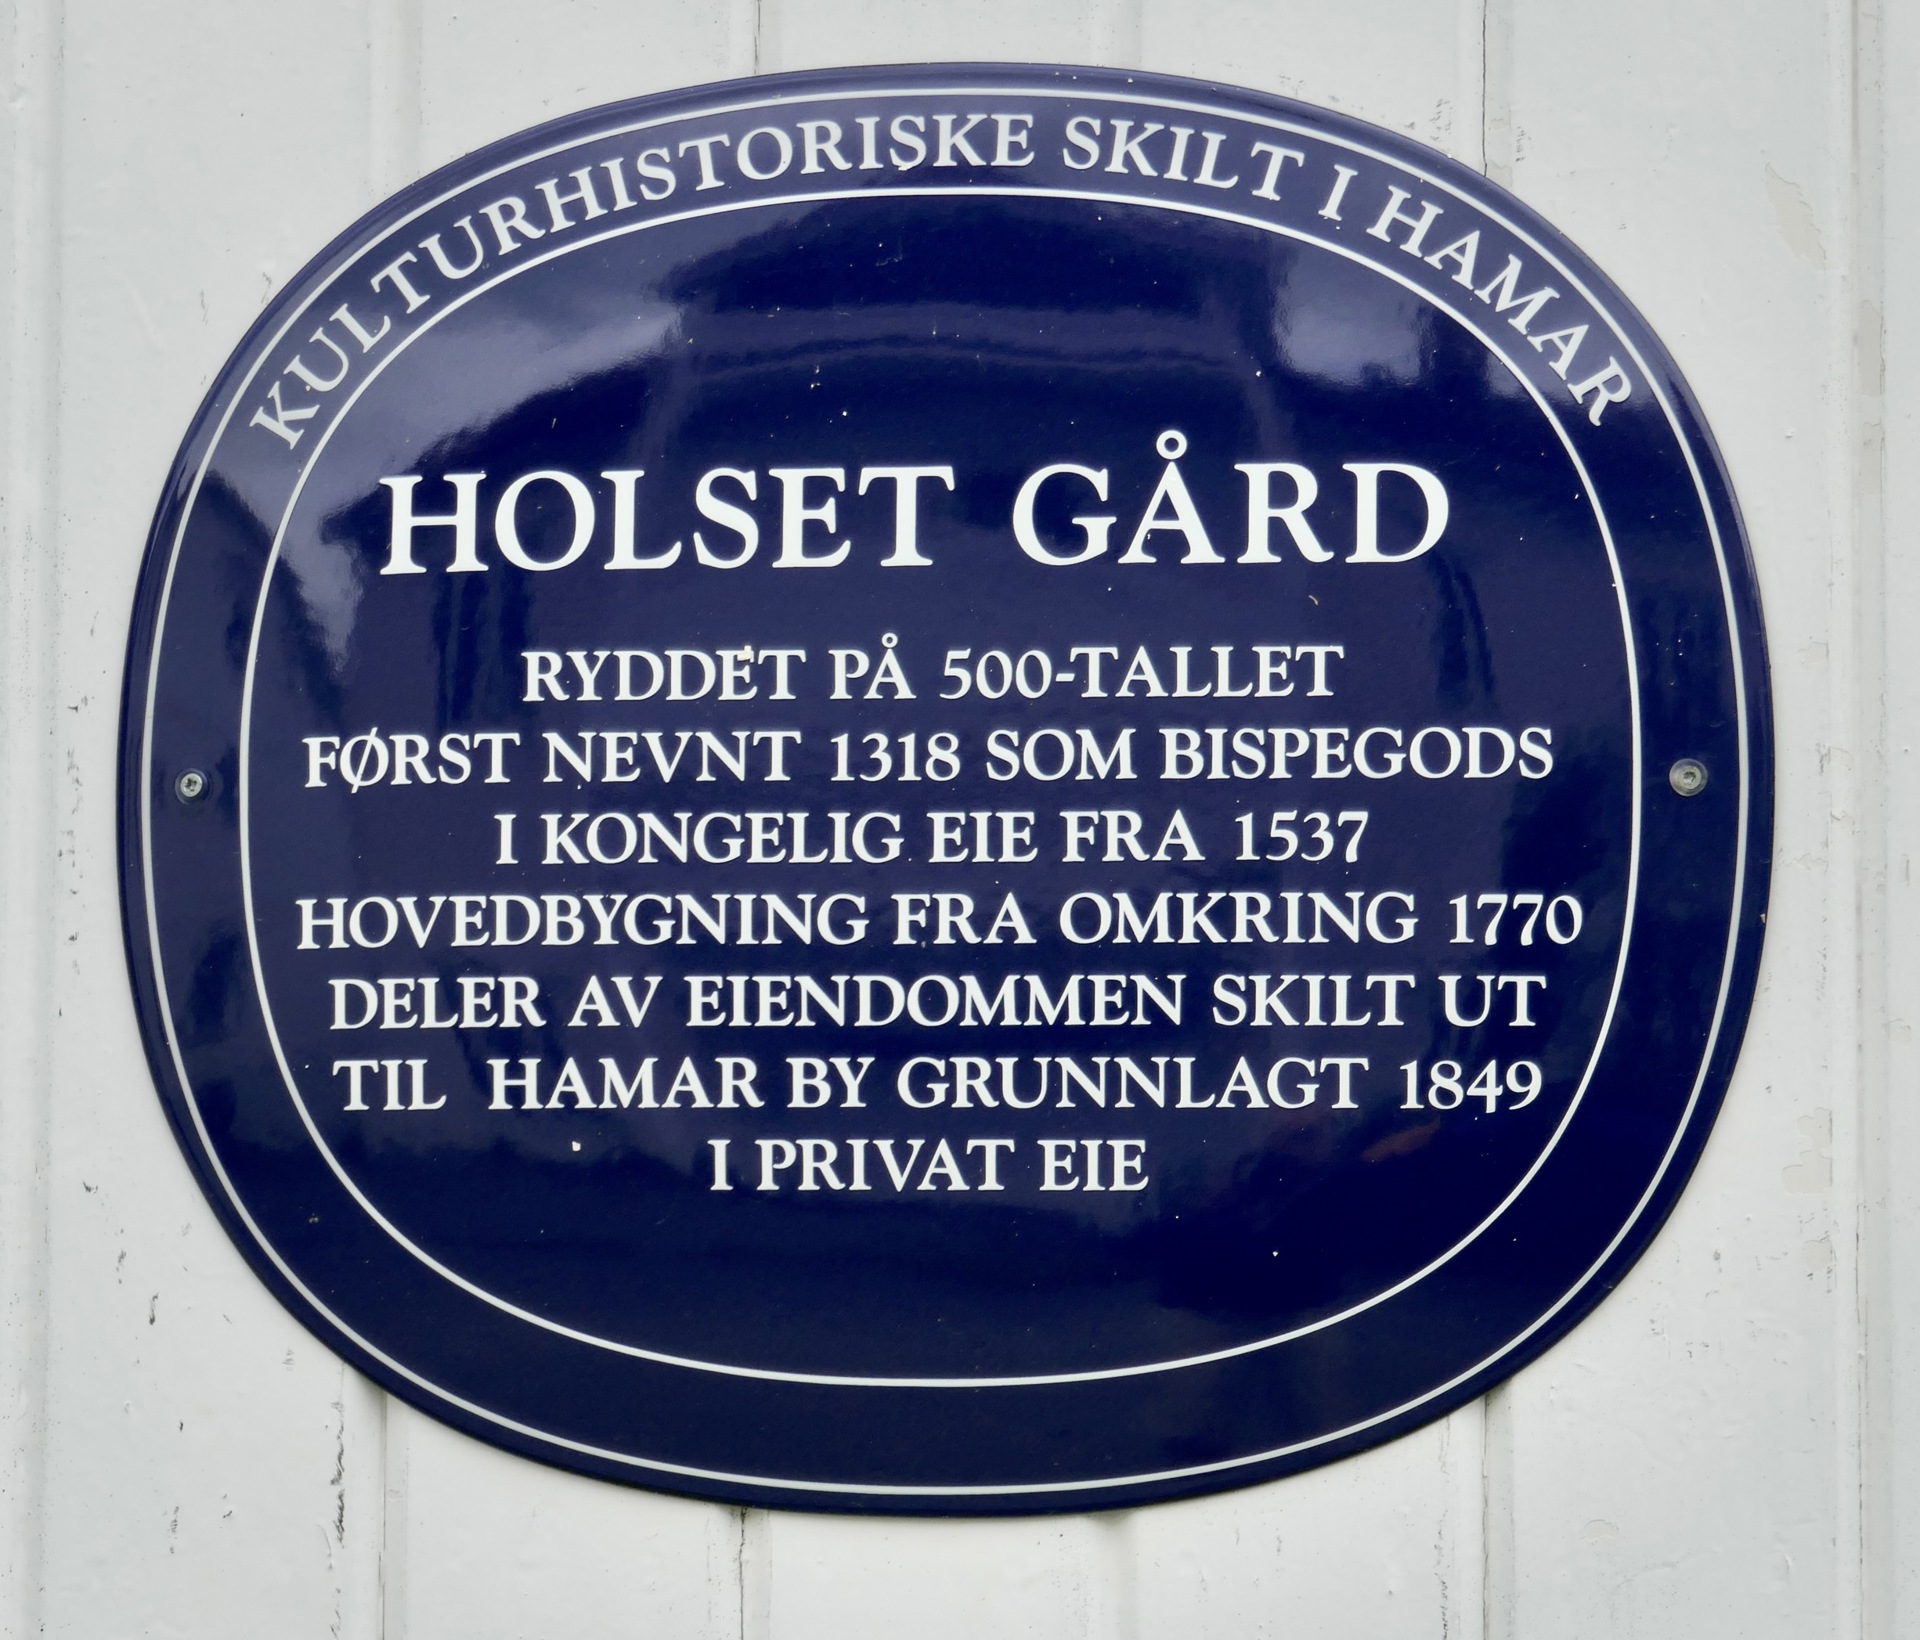 KULTURHISTORISKE SKILT I HAMAR
HOLSET GÅRD
RYDDET PÅ 500-TALLET
FØRST NEVNT 1318 SOM BISPEGODS
I KONGELIG EIE FRA 1537
HOVEDBYGNING FRA OMKRING 1770
DELER AV EIENDOMMEN SKILT UT
TIL HAMAR BY GRUNNLAGT 1849
I PRIVAT EIE